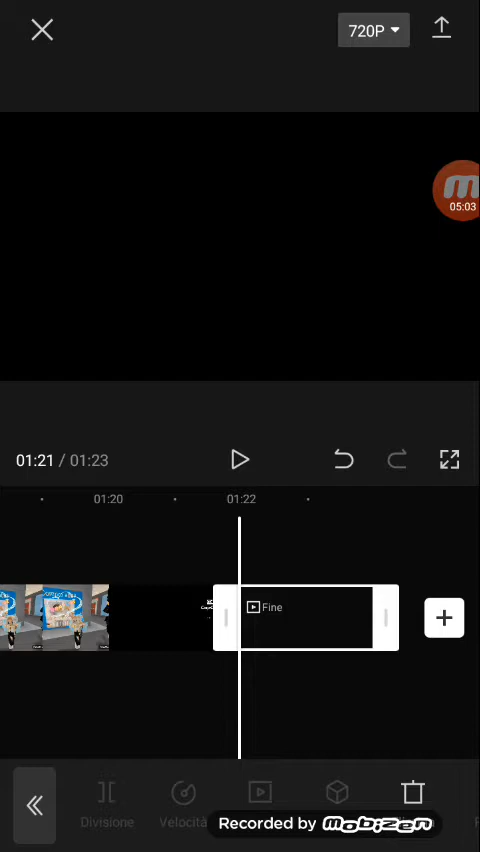 720P
05:03
01:21 / 01:23
01:20
01:22
Fine
Divisione
Velocità
Recorded by mobizen